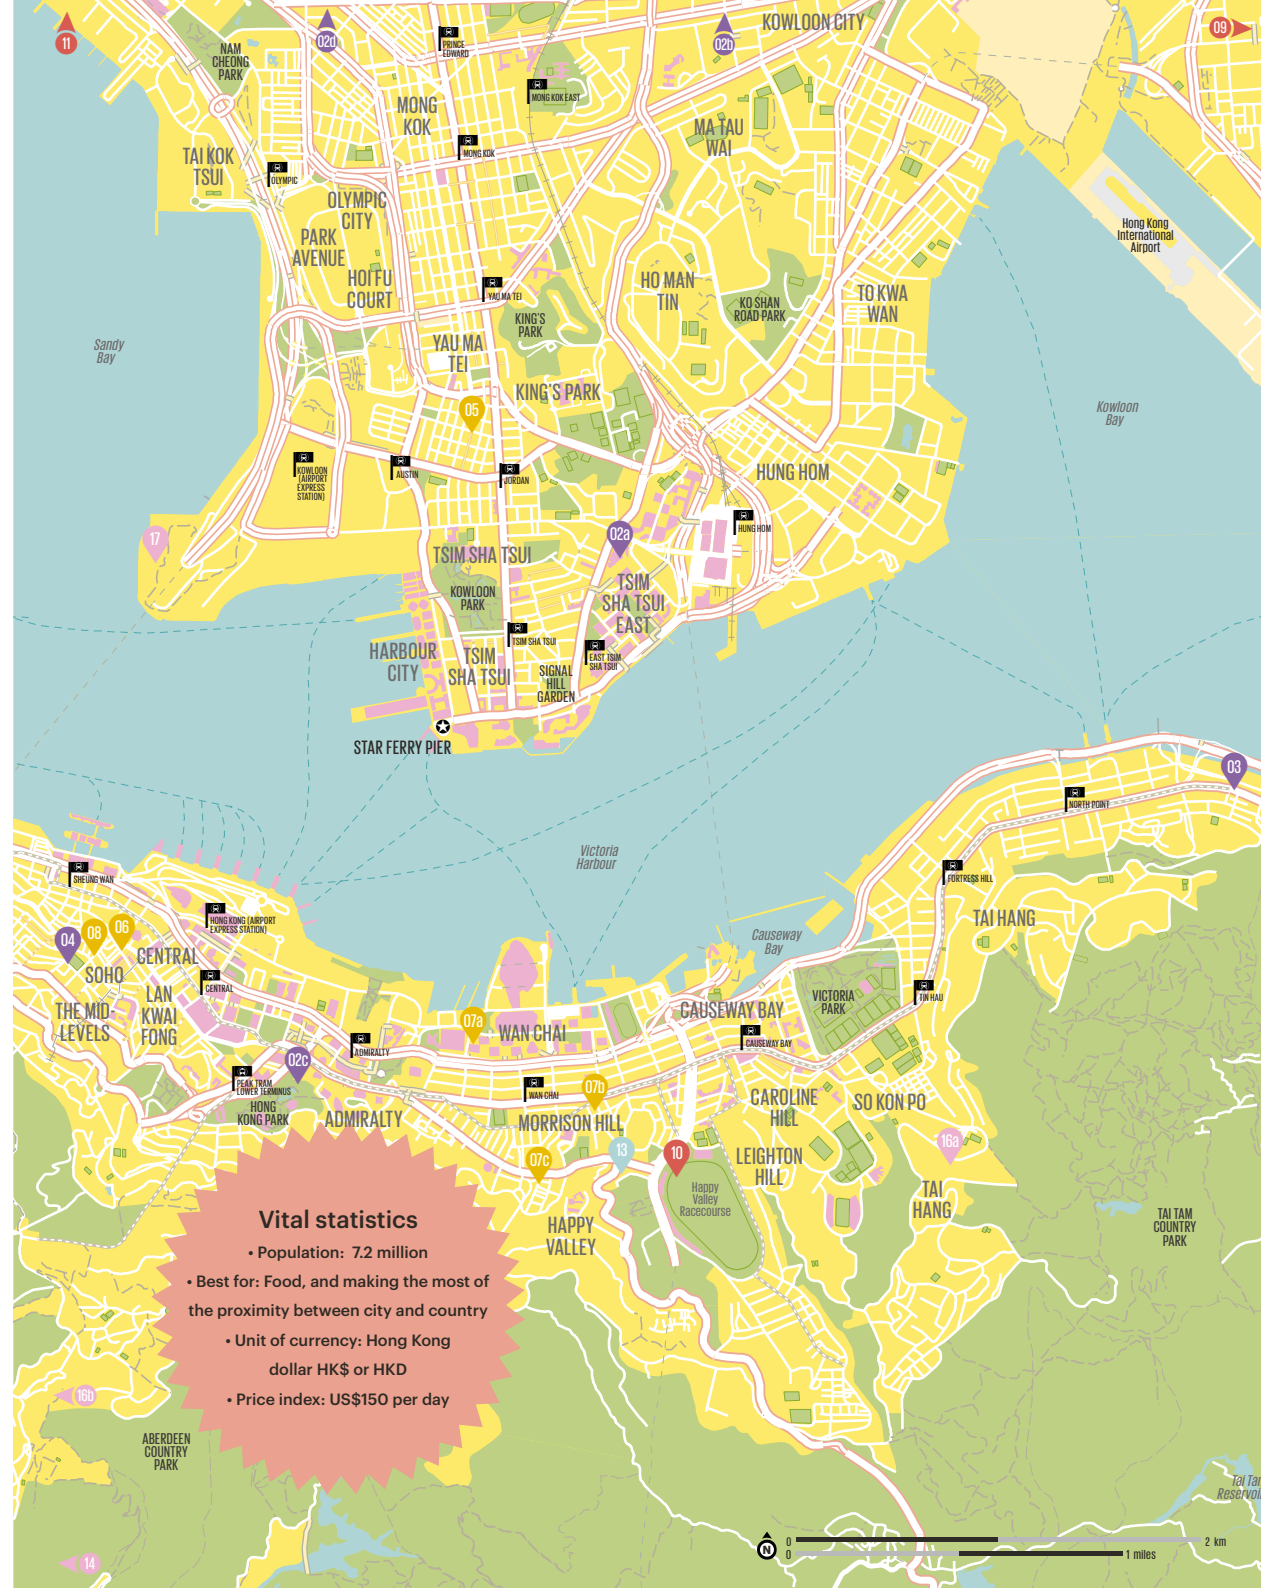 11
02d
02b
09
KOWLOON CITY
PRINCE
EDWARD
NAM
CHEONG
PARK
MONG KOK EAST
MONG
KOK
MA TAU
WAI
MONG KOK
TAI KOK
TSUI
OLYMPIC
OLYMPIC
CITY
PARK
AVENUE
Hong Kong
International
Airport
HOI FU
COURT
HO MAN
TIN
KO SHAN
ROAD PARK
TO KWA
WAN
YAU MA TEI
KING'S
PARK
Sandy
Bay
YAU MA
TEI
KING'S PARK
05
Kowloon
Bay
KOWLOON
(AIRPORT
EXPRESS
STATION)
AUSTIN
JORDAN
HUNG HOM
17
02a
HUNG HOM
TSIM SHA TSUI
KOWLOON
PARK
TSIM
SHA TSUI
EAST
HARBOUR
CITY
TSIM SHA TSUI
TSIM
SHA TSUI
EAST TSIM
SHA TSUI
SIGNAL
HILL
GARDEN
STAR FERRY PIER
03
NORTH POINT
Victoria
Harbour
SHEUNG WAN
FORTRESS HILL
HONG KONG (AIRPORT
EXPRESS STATION)
TAI HANG
04
08
06
CENTRAL
Causeway
Bay
SOHO
CENTRAL
LAN
KWAI
FONG
THE MID-
LEVELS
VICTORIA
PARK
TIN HAU
CAUSEWAY BAY
07a
WAN CHAI
CAUSEWAY BAY
ADMIRALTY
02c
PEAK TRAM
LOWER TERMINUS
WAN CHAI
07b
HONG
KONG PARK
ADMIRALTY
MORRISON HILL
CAROLINE
HILL
SO KON PO
07c
13
10
LEIGHTON
HILL
16a
Happy
Valley
Racecourse
TAI
HANG
TAI TAM
COUNTRY
PARK
HAPPY
VALLEY
Vital statistics
• Population: 7.2 million
• Best for: Food, and making the most of
the proximity between city and country
• Unit of currency: Hong Kong
dollar HK$ or HKD
• Price index: US$150 per day
16b
ABERDEEN
COUNTRY
PARK
Tai Ta
Reservoi
14
N
0
2 km
0
1 miles